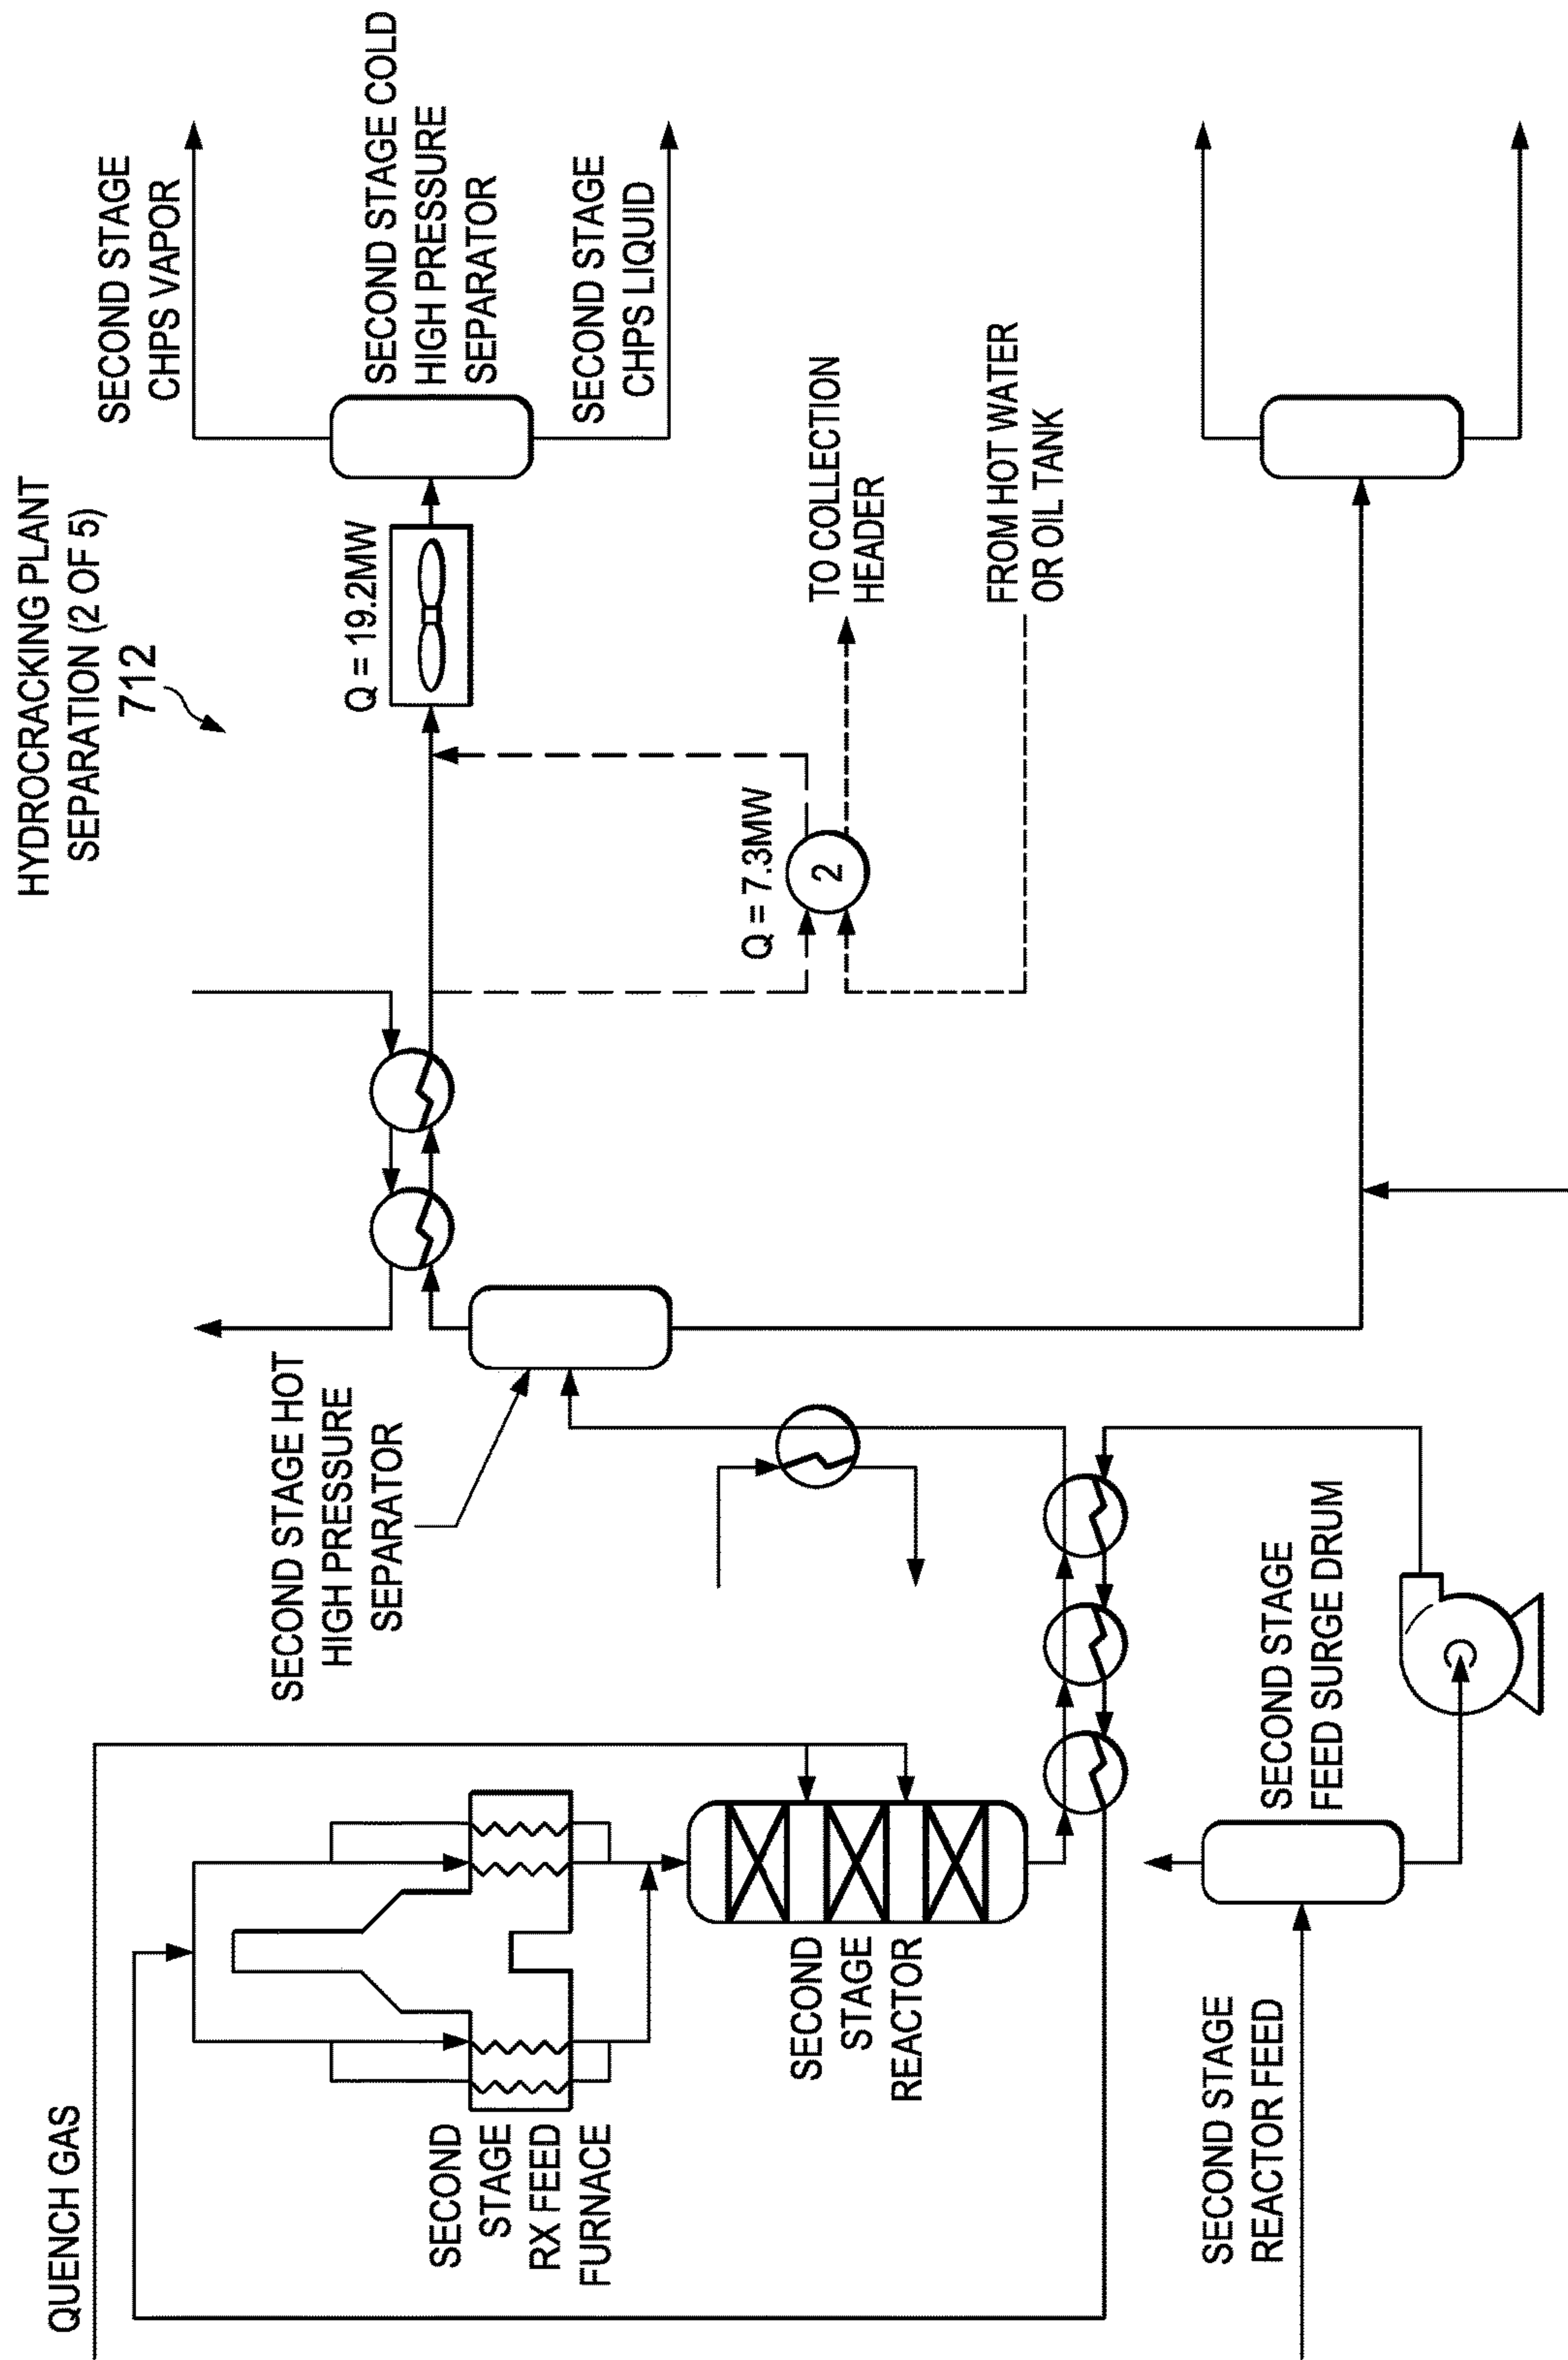 HYDROCRACKING PLANT
SEPARATION (2 OF 5)
712
QUENCH GAS
SECOND
STAGE
RX FEED
FURNACE
SECOND
STAGE
REACTOR
SECOND STAGE
REACTOR FEED
SECOND STAGE
FEED SURGE DRUM
SECOND STAGE HOT
HIGH PRESSURE
SEPARATOR
Q = 19.2MW
Q = 7.3MW
2
TO COLLECTION
HEADER
FROM HOT WATER
OR OIL TANK
SECOND STAGE
CHPS VAPOR
SECOND STAGE COLD
HIGH PRESSURE
SEPARATOR
SECOND STAGE
CHPS LIQUID